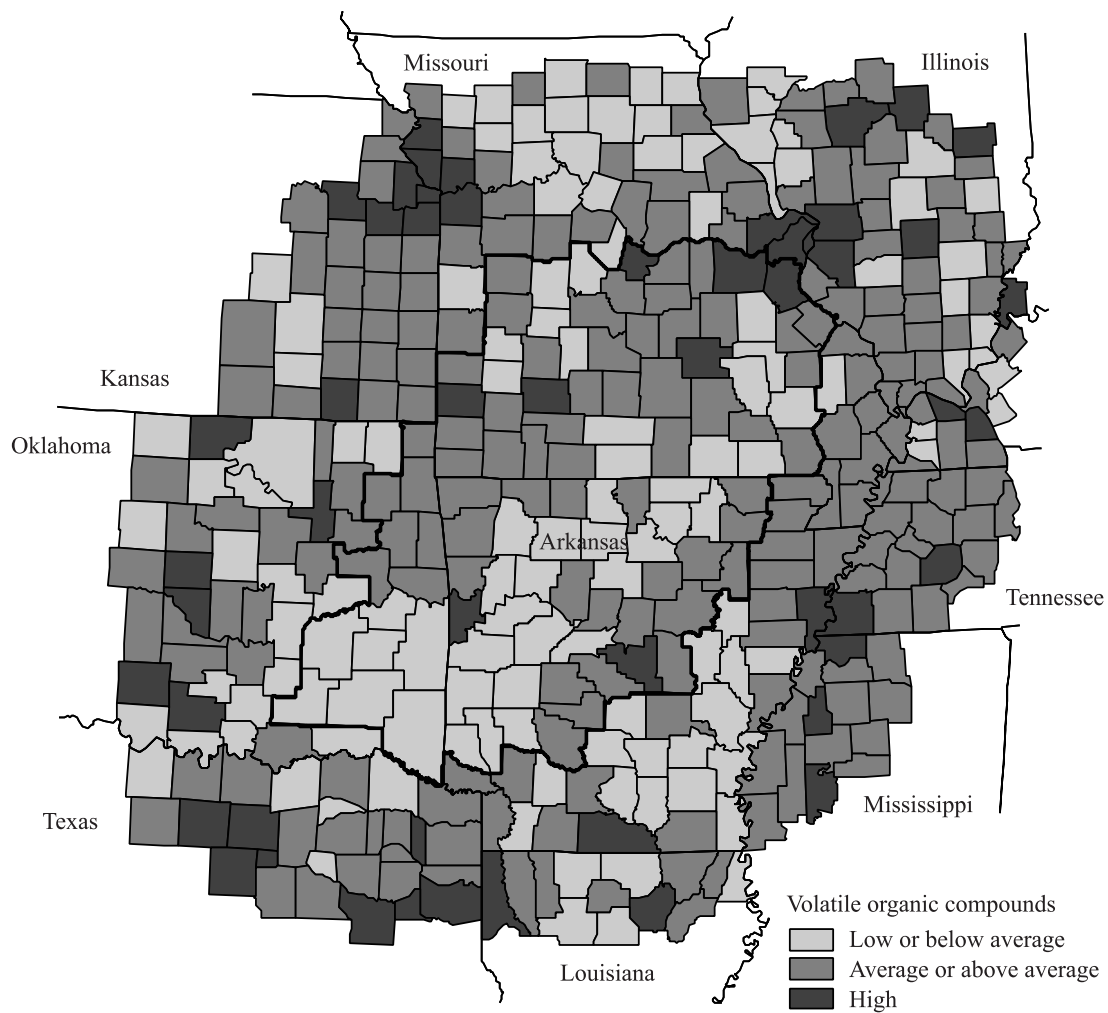 Missouri
Illinois
Kansas
Oklahoma
Arkansas
Tennessee
Texas
Mississippi
Volatile organic compounds
Low or below average
Average or above average
High
Louisiana